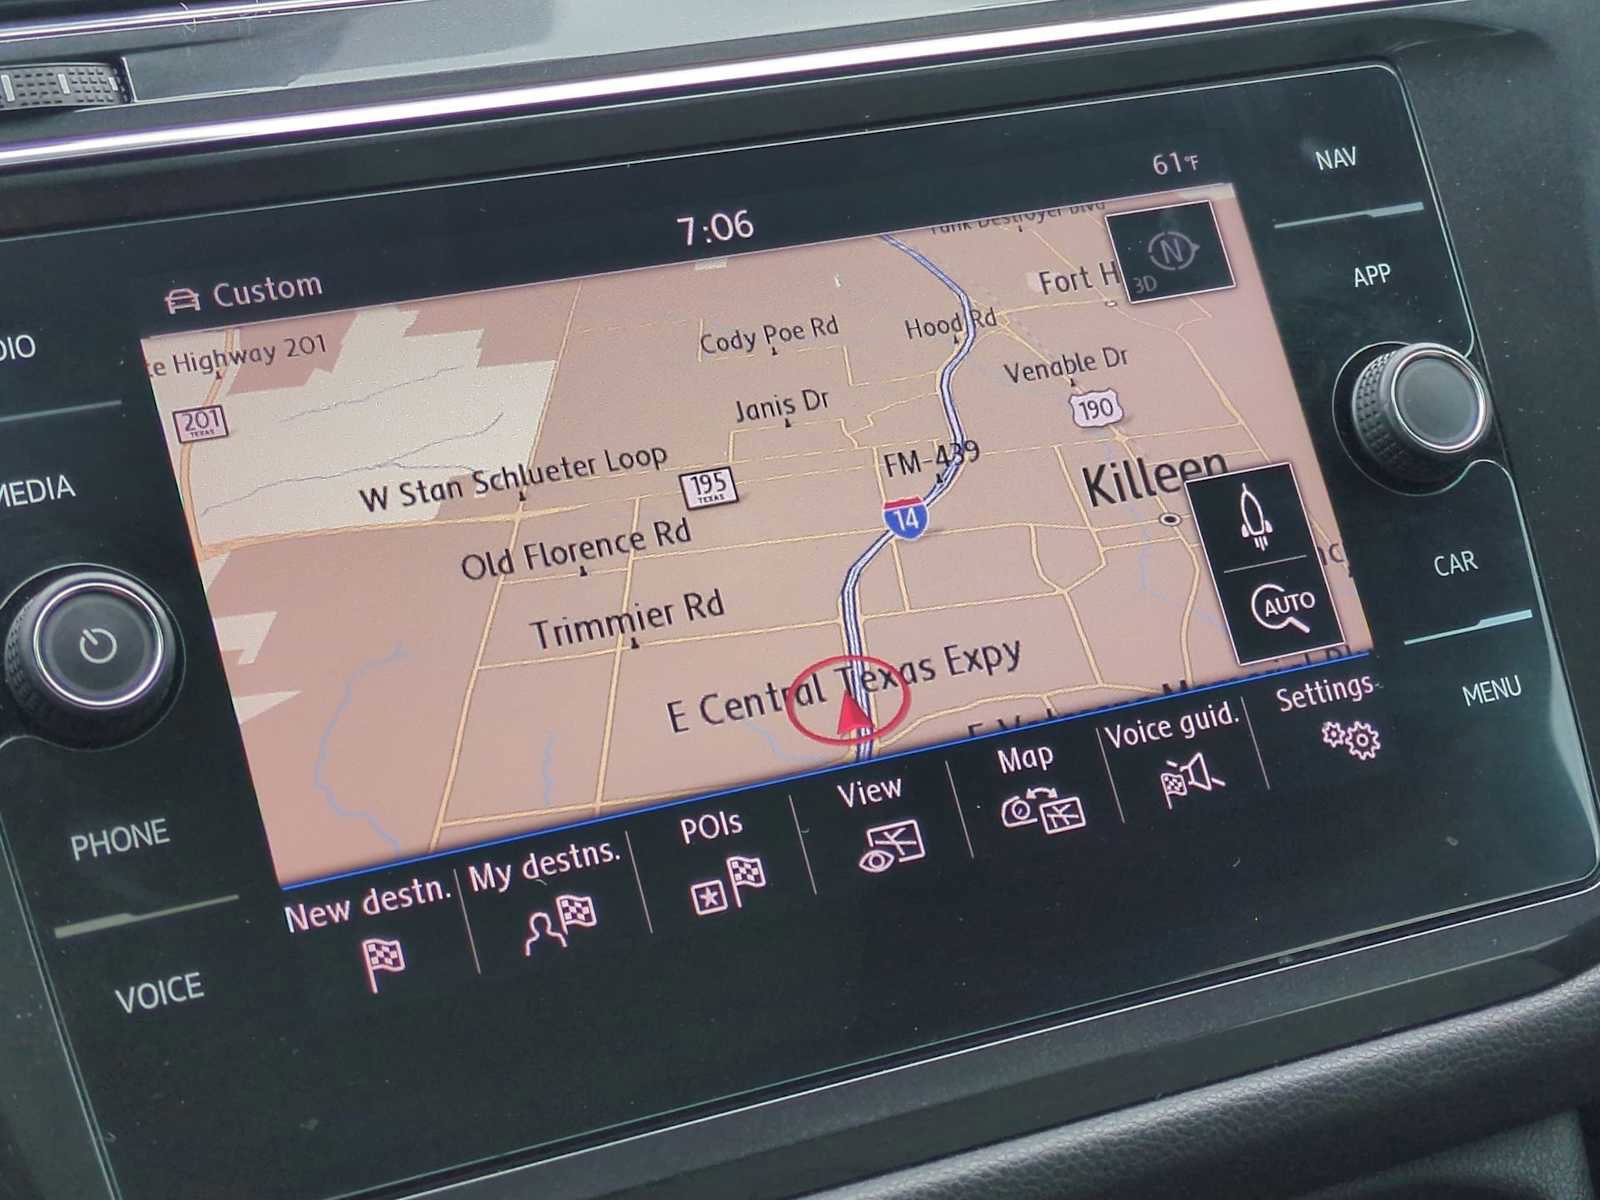 61°F
NAV
7:06
Custom
APP
3D
N
Fort H
Hood Rd
Cody Poe Rd
Highway 201
201
TEXAS
Venable Dr
Janis Dr
190
FM-439
W Stan Schlueter Loop
195
TEXAS
Killeen
14
Old Florence Rd
Trimmier Rd
AUTO
E Central Texas Expy
CAR
MENU
MEDIA
PHONE
VOICE
New destn.
My destns.
POIs
View
Map
Voice guid.
Settings